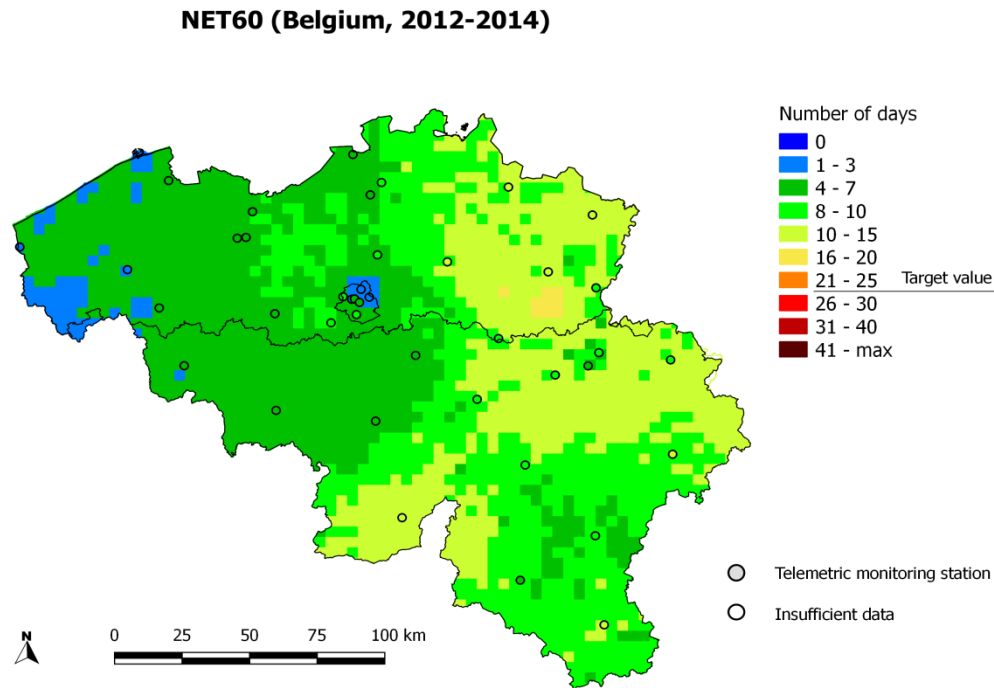 NET60 (Belgium, 2012-2014)
Number of days
0
1 - 3
4 - 7
8 - 10
10 - 15
16 - 20
21 - 25
Target value
26 - 30
31 - 40
41 - max
Telemetric monitoring station
Insufficient data
N
0 25 50 75 100 km